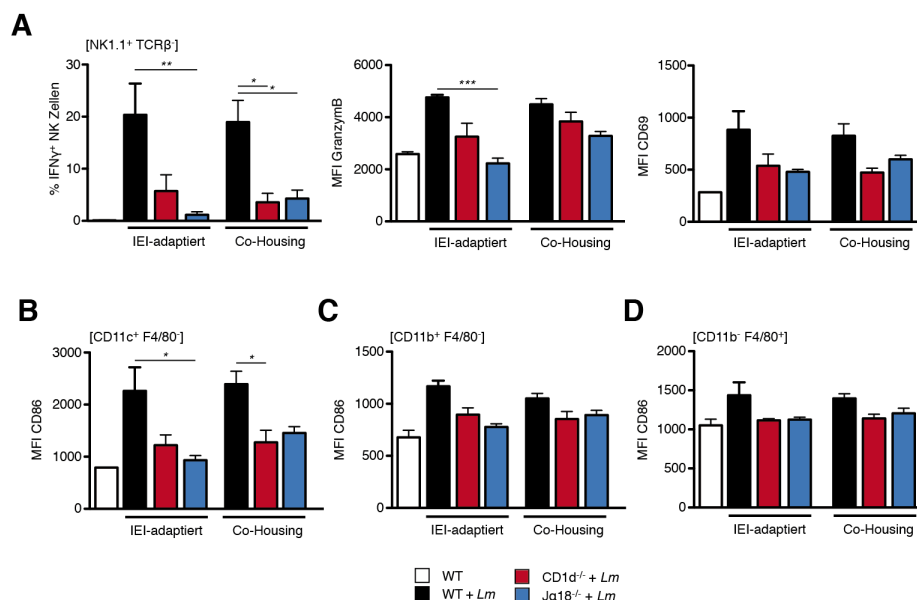 A
[NK1.1⁺ TCRβ⁻]
30
20
10
0
% IFNγ⁺ NK Zellen
**
*
*
IEI-adaptiert
Co-Housing
6000
4000
2000
0
MFI GranzymB
***
IEI-adaptiert
Co-Housing
1500
1000
500
0
MFI CD69
IEI-adaptiert
Co-Housing
B
[CD11c⁺ F4/80⁻]
3000
2000
1000
0
MFI CD86
*
*
IEI-adaptiert
Co-Housing
C
[CD11b⁺ F4/80⁻]
1500
1000
500
0
MFI CD86
IEI-adaptiert
Co-Housing
D
[CD11b⁻ F4/80⁺]
2000
1500
1000
500
0
MFI CD86
IEI-adaptiert
Co-Housing
WT
WT + Lm
CD1d⁻/⁻ + Lm
Jα18⁻/⁻ + Lm